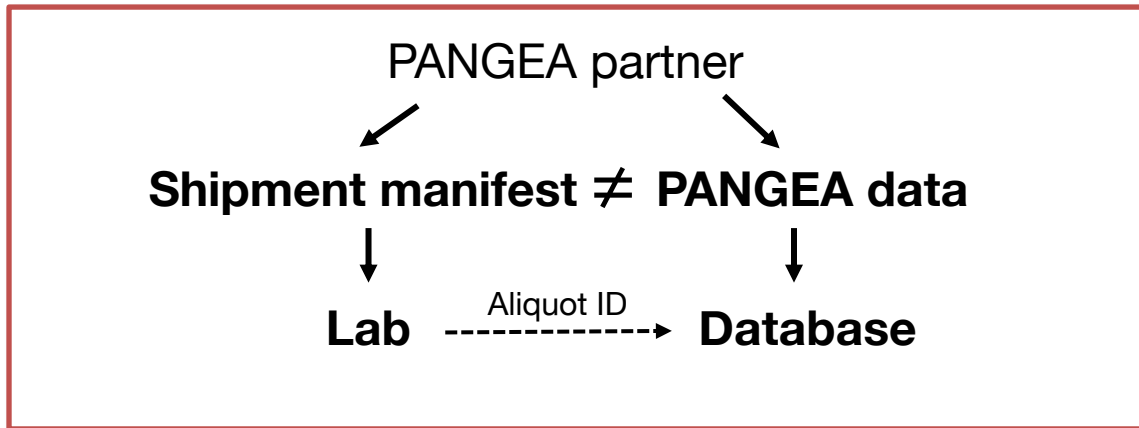 PANGEA partner
Shipment manifest ≠ PANGEA data
Aliquot ID
Lab Database